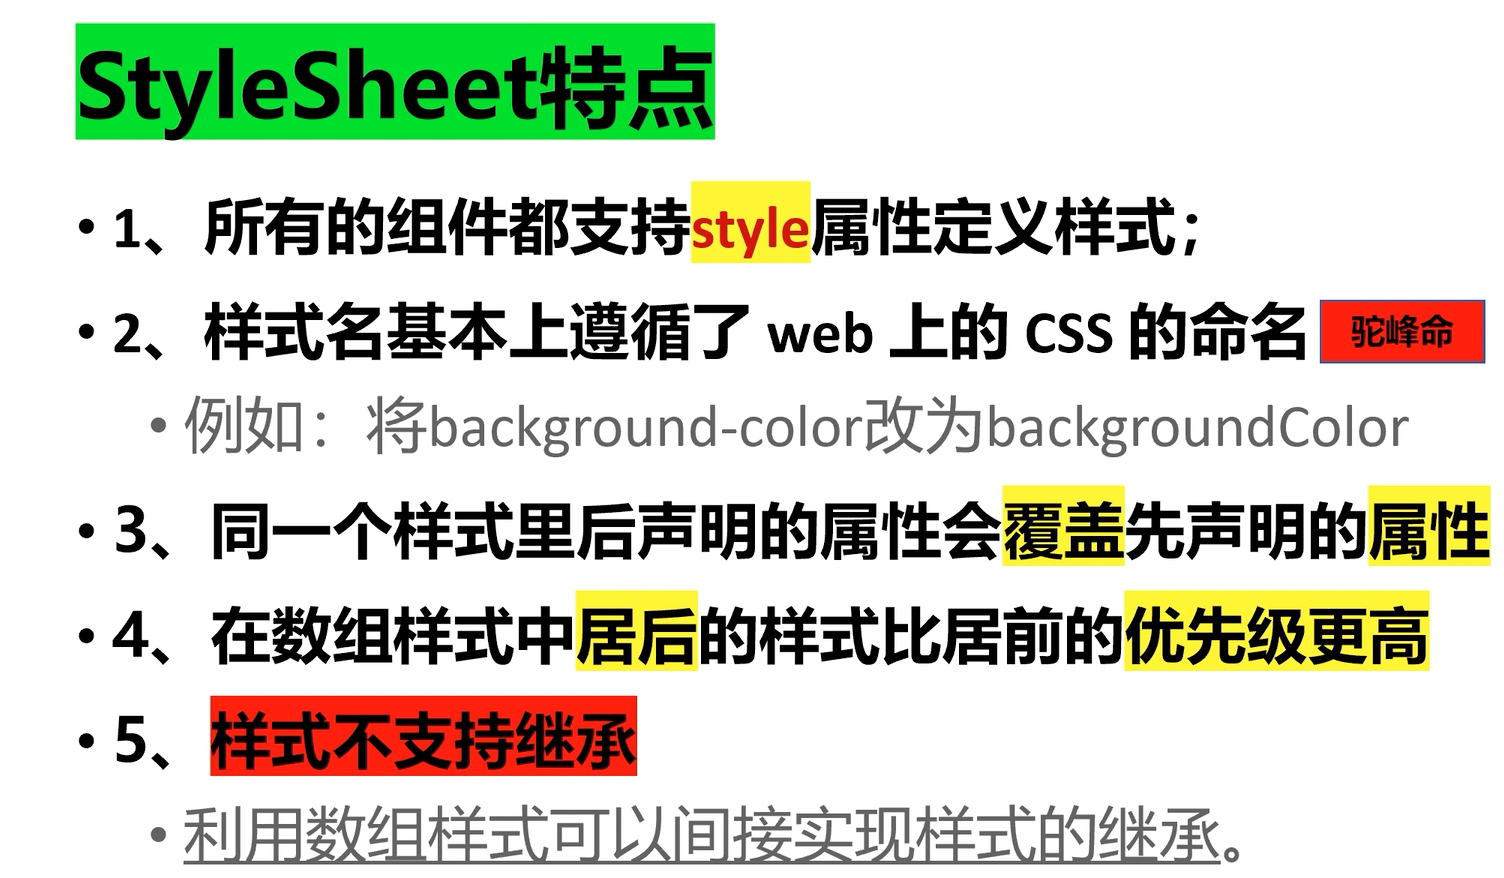 StyleSheet特点
• 1、所有的组件都支持style属性定义样式；
• 2、样式名基本上遵循了 web 上的 CSS 的命名 驼峰命
• 例如：将background-color改为backgroundColor
• 3、同一个样式里后声明的属性会覆盖先声明的属性
• 4、在数组样式中居后的样式比居前的优先级更高
• 5、样式不支持继承
• 利用数组样式可以间接实现样式的继承。